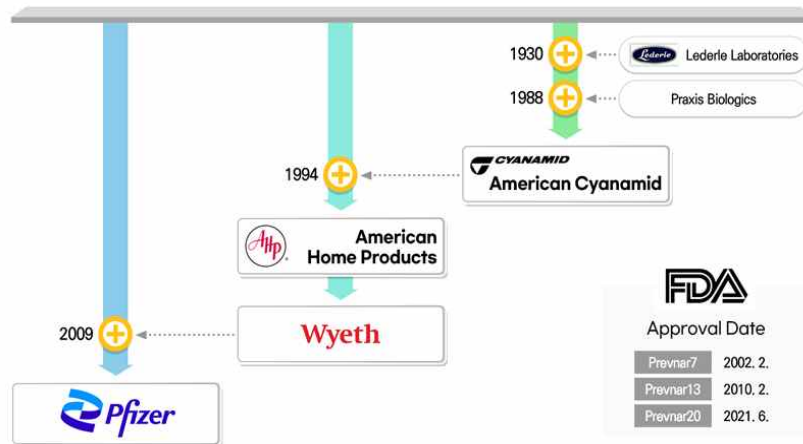 1930
Lederle
Lederle Laboratories
1988
Praxis Biologics
CYANAMID
American Cyanamid
1994
AHP
American
Home Products
2009
Wyeth
Pfizer
FDA
Approval Date
Prevnar7 2002. 2.
Prevnar13 2010. 2.
Prevnar20 2021. 6.